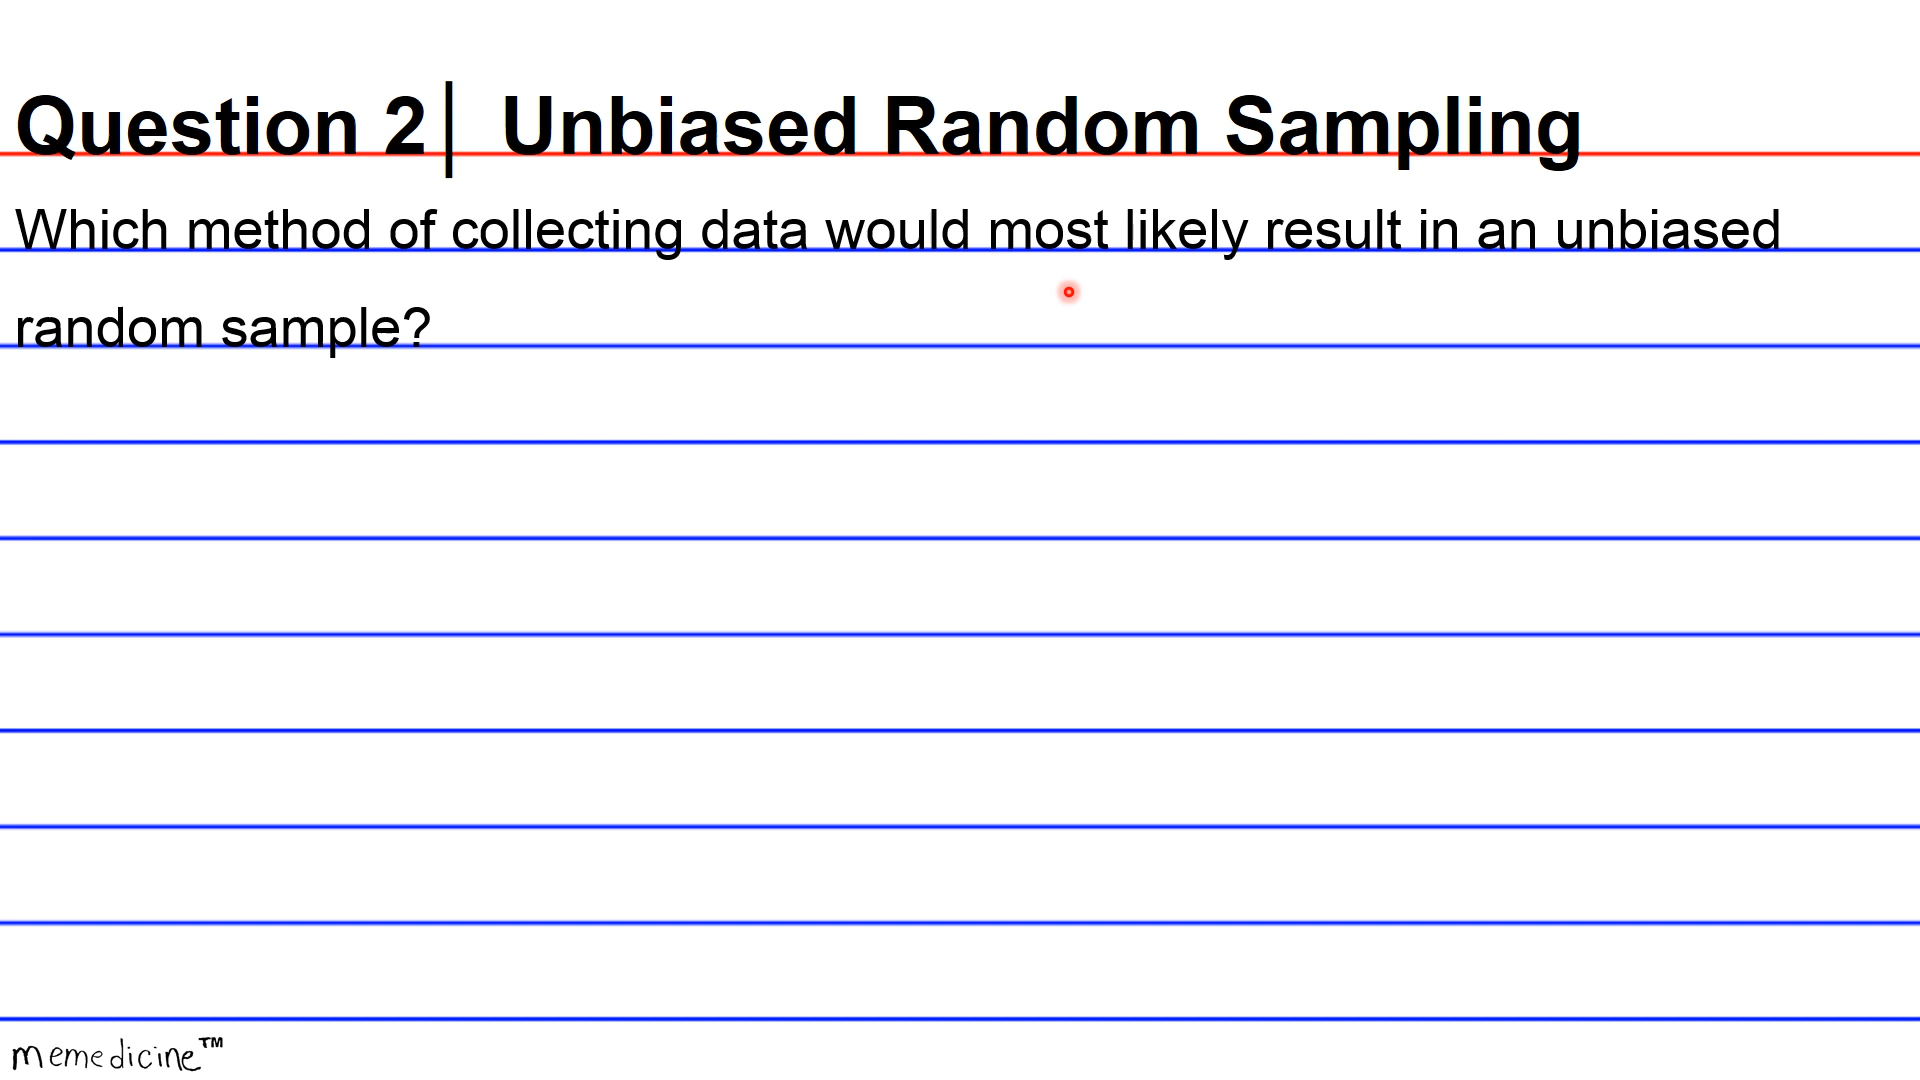 Question 2| Unbiased Random Sampling
Which method of collecting data would most likely result in an unbiased
random sample?
memedicine™